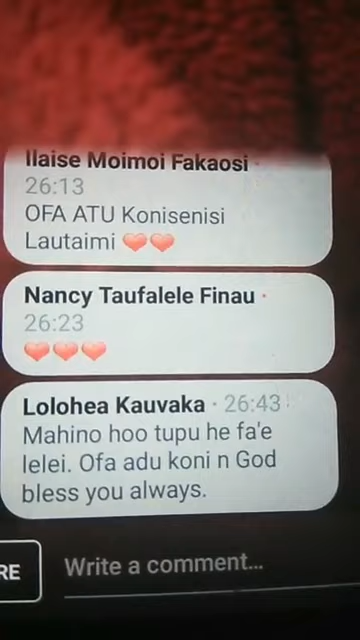 Ilaise Moimoi Fakaosi ·
26:13
OFA ATU Konisenisi
Lautaimi ❤️❤️
Nancy Taufalele Finau ·
26:23
❤️❤️❤️
Lolohea Kauvaka · 26:43
Mahino hoo tupu he fa'e
lelei. Ofa adu koni n God
bless you always.
RE
Write a comment...